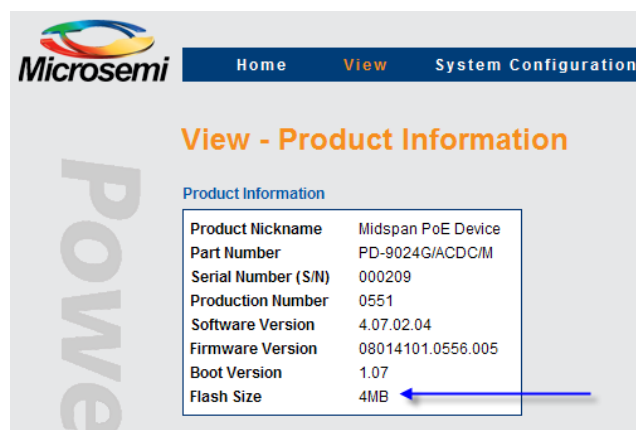 Microsemi
Home View System Configuration
View - Product Information
Product Information
Product Nickname Midspan PoE Device
Part Number PD-9024G/ACDC/M
Serial Number (S/N) 000209
Production Number 0551
Software Version 4.07.02.04
Firmware Version 08014101.0556.005
Boot Version 1.07
Flash Size 4MB
Powe